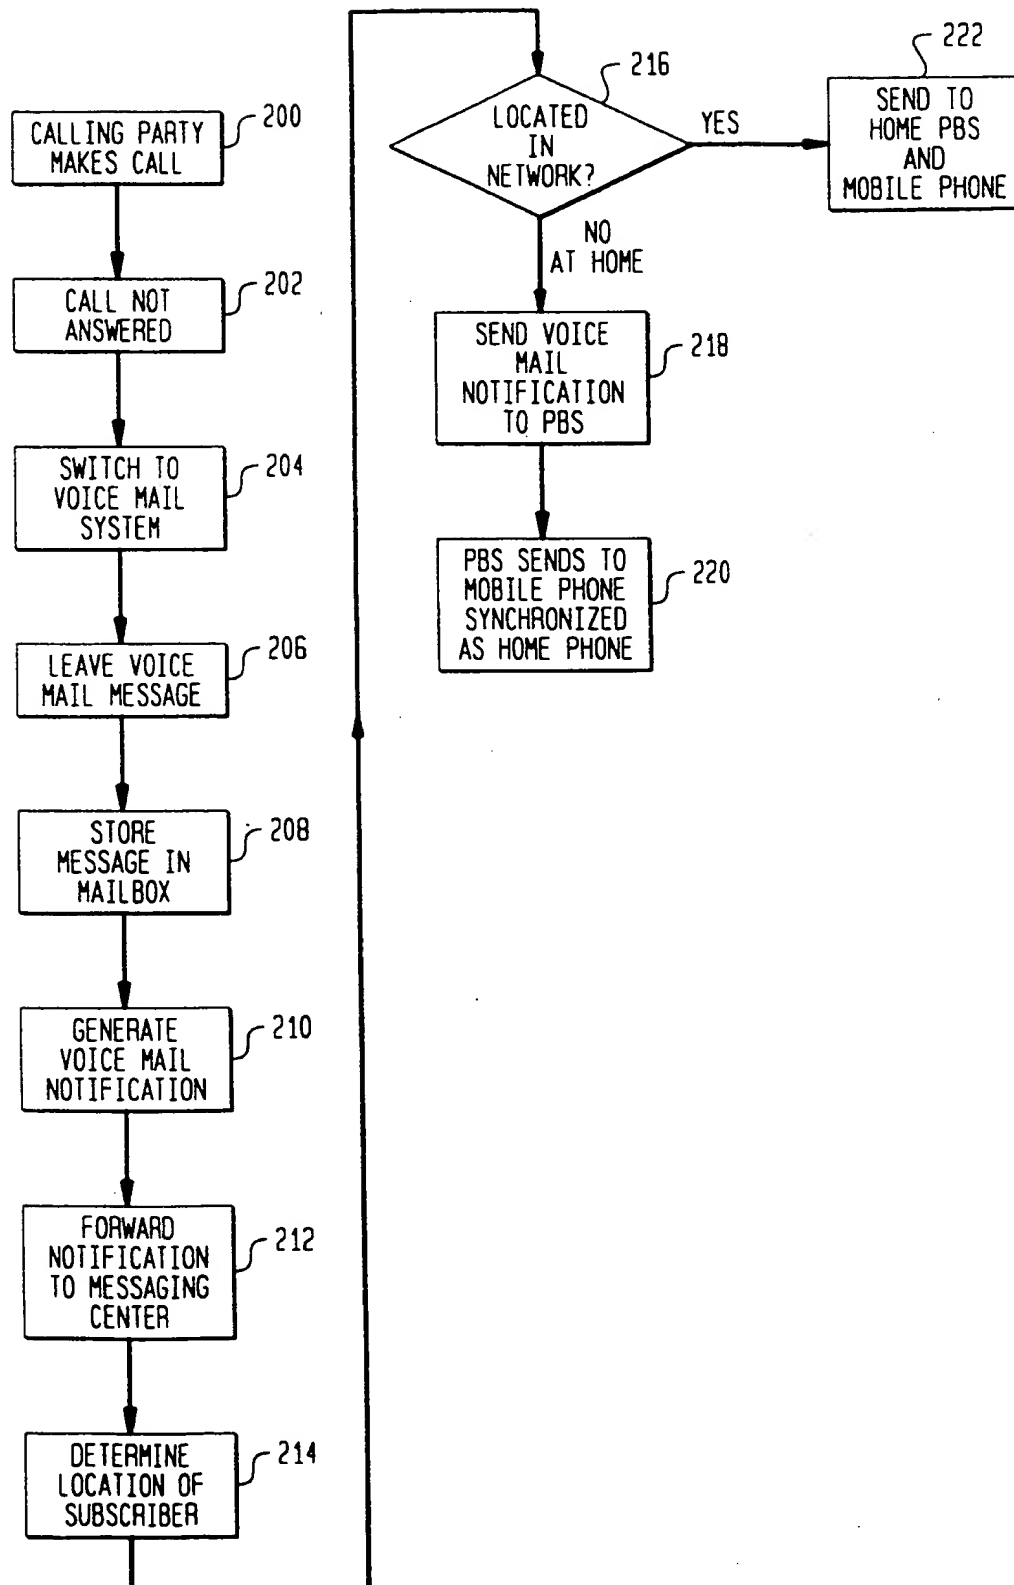 CALLING PARTY
MAKES CALL
200
CALL NOT
ANSWERED
202
SWITCH TO
VOICE MAIL
SYSTEM
204
LEAVE VOICE
MAIL MESSAGE
206
STORE
MESSAGE IN
MAILBOX
208
GENERATE
VOICE MAIL
NOTIFICATION
210
FORWARD
NOTIFICATION
TO MESSAGING
CENTER
212
DETERMINE
LOCATION OF
SUBSCRIBER
214
LOCATED
IN
NETWORK?
216
YES
NO
AT HOME
SEND VOICE
MAIL
NOTIFICATION
TO PBS
218
PBS SENDS TO
MOBILE PHONE
SYNCHRONIZED
AS HOME PHONE
220
SEND TO
HOME PBS
AND
MOBILE PHONE
222